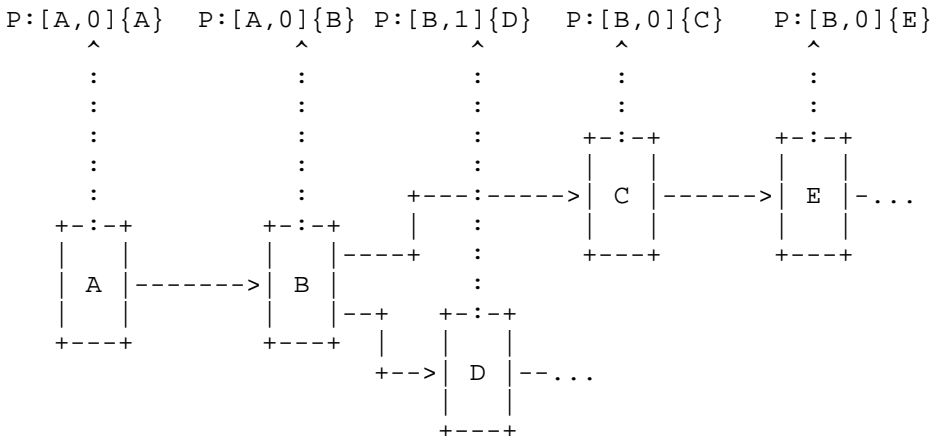 P:[A,0]{A}  P:[A,0]{B} P:[B,1]{D}  P:[B,0]{C}   P:[B,0]{E}
C E ...
A B
D ...